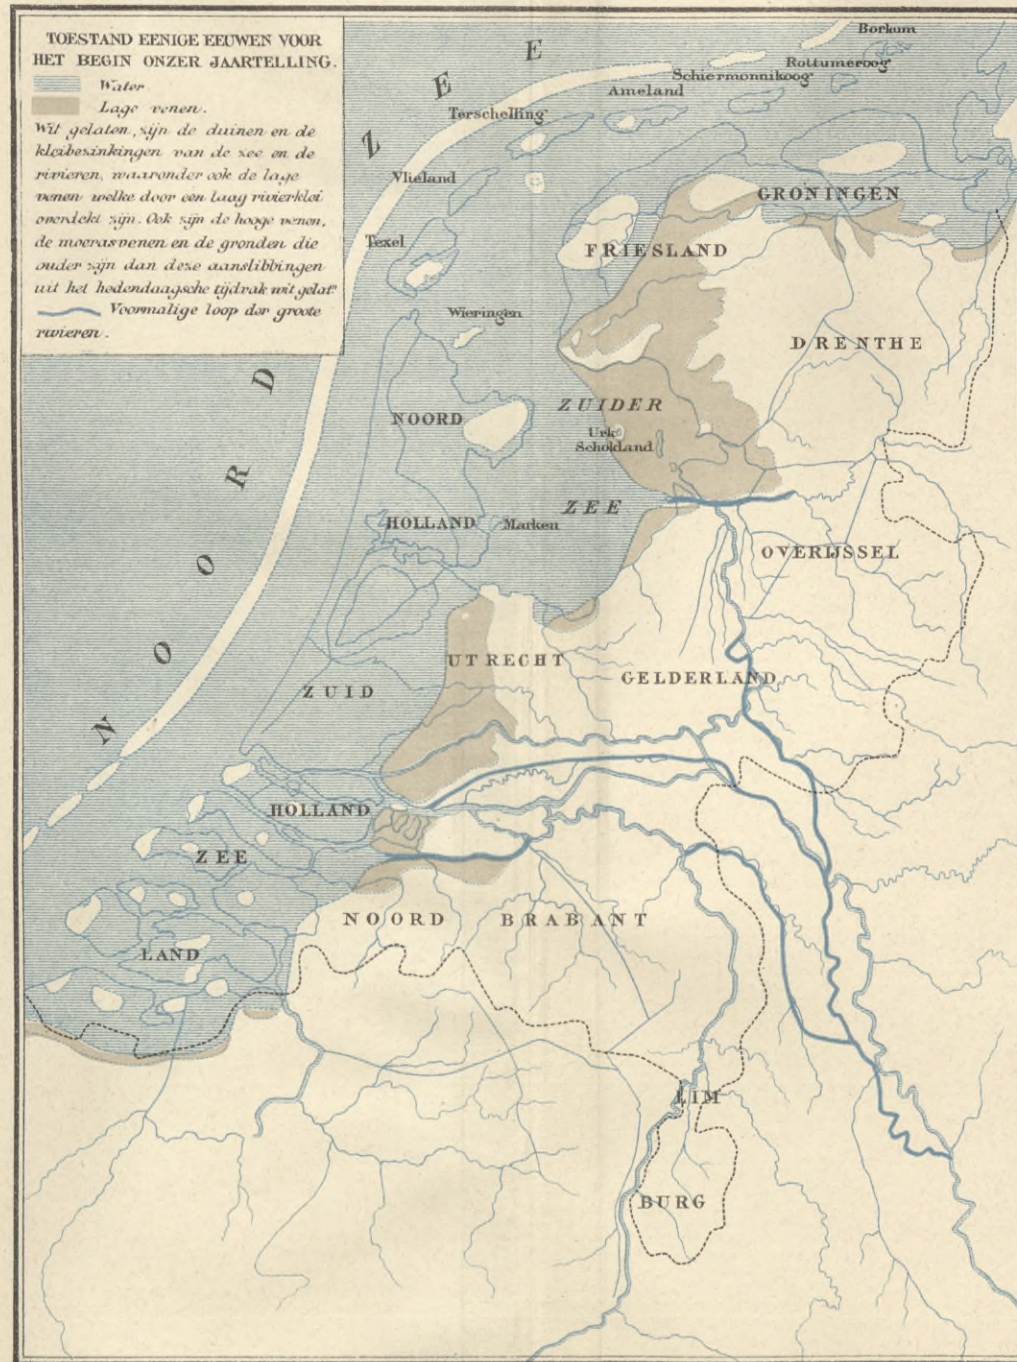 TOESTAND EENIGE EEUWEN VOOR
HET BEGIN ONZER JAARTELLING.
Water.
Lage venen.
Wit gelaten, zijn de duinen en de
kleibezinkingen van de zee en de
rivieren, waaronder ook de lage
venen welke door een laag rivierklei
overdekt zijn. Ook zijn de hooge venen,
de moerasvenen en de gronden die
ouder zijn dan deze aanslibbingen
uit het hedendaagsche tijdvak wit gelatn
Voormalige loop der groote
rivieren.
NOORD ZEE
Borkum
Rottumeroog
Schiermonnikoog
Ameland
Terschelling
Vlieland
Texel
Wieringen
GRONINGEN
FRIESLAND
DRENTHE
NOORD
ZUIDER
Urk
Schokland
ZEE
HOLLAND
Marken
OVERIJSSEL
UTRECHT
GELDERLAND
ZUID
HOLLAND
ZEE
LAND
NOORD BRABANT
LIM
BURG